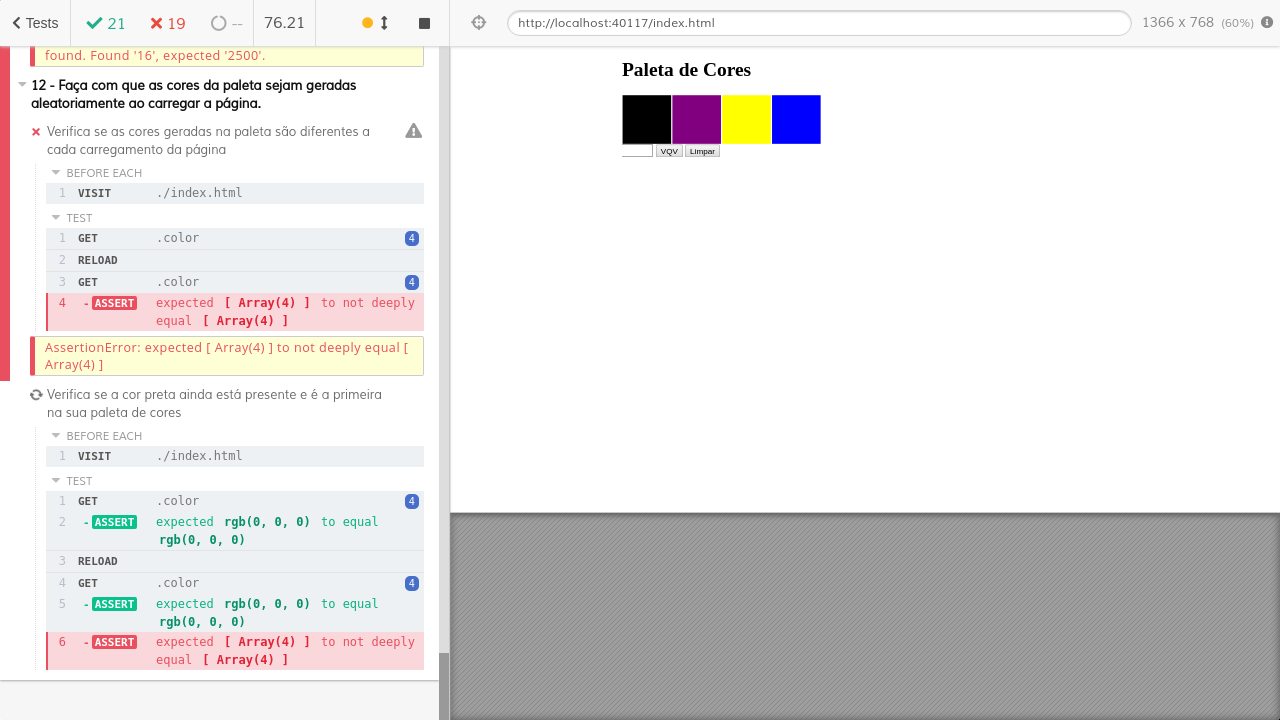 Tests
21
19
--
76.21
http://localhost:40117/index.html
1366 x 768 (60%)
found. Found '16', expected '2500'.
12 - Faça com que as cores da paleta sejam geradas
aleatoriamente ao carregar a página.
Verifica se as cores geradas na paleta são diferentes a
cada carregamento da página
BEFORE EACH
1 VISIT ./index.html
TEST
1 GET .color 4
2 RELOAD
3 GET .color 4
4 -ASSERT expected [ Array(4) ] to not deeply
equal [ Array(4) ]
AssertionError: expected [ Array(4) ] to not deeply equal [
Array(4) ]
Verifica se a cor preta ainda está presente e é a primeira
na sua paleta de cores
BEFORE EACH
1 VISIT ./index.html
TEST
1 GET .color 4
2 -ASSERT expected rgb(0, 0, 0) to equal
rgb(0, 0, 0)
3 RELOAD
4 GET .color 4
5 -ASSERT expected rgb(0, 0, 0) to equal
rgb(0, 0, 0)
6 -ASSERT expected [ Array(4) ] to not deeply
equal [ Array(4) ]
Paleta de Cores
VQV Limpar